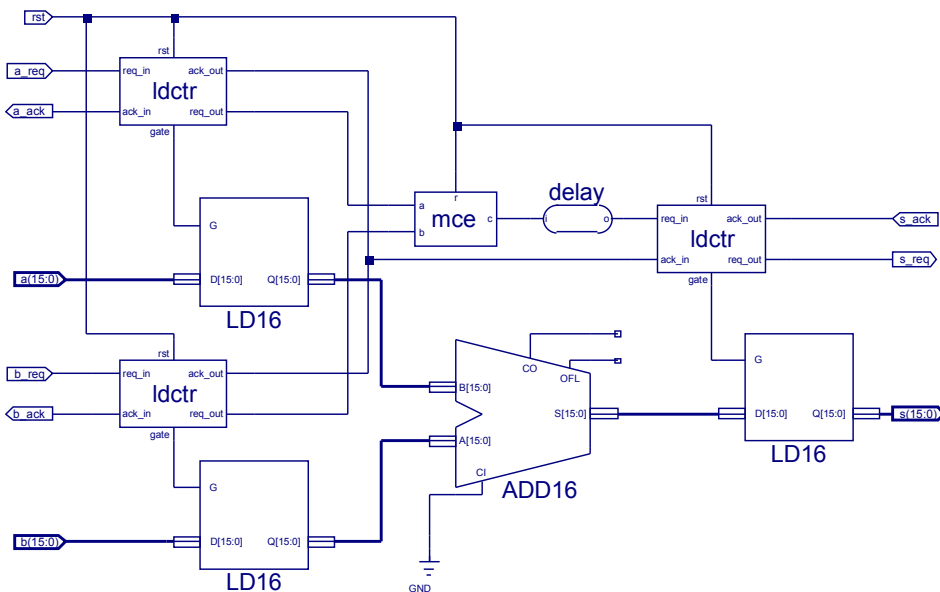 rst
rst
a_req
req_in
ack_out
ldctr
a_ack
ack_in
req_out
gate
r
a
mce
c
b
delay
i
o
rst
req_in
ack_out
ldctr
ack_in
req_out
gate
s_ack
s_req
G
a(15:0)
D[15:0]
Q[15:0]
LD16
rst
b_req
req_in
ack_out
ldctr
b_ack
ack_in
req_out
gate
CO
OFL
B[15:0]
A[15:0]
S[15:0]
CI
ADD16
GND
G
D[15:0]
Q[15:0]
s(15:0)
LD16
G
b(15:0)
D[15:0]
Q[15:0]
LD16